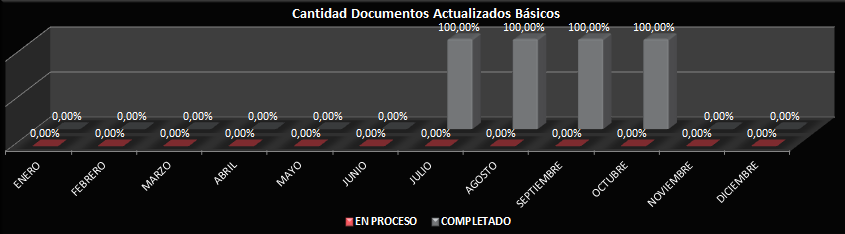 Cantidad Documentos Actualizados Básicos
100,00% 100,00% 100,00% 100,00%
0,00% 0,00% 0,00% 0,00% 0,00% 0,00% 0,00% 0,00%
0,00% 0,00% 0,00% 0,00% 0,00% 0,00% 0,00% 0,00% 0,00% 0,00% 0,00% 0,00%
ENERO FEBRERO MARZO ABRIL MAYO JUNIO JULIO AGOSTO SEPTIEMBRE OCTUBRE NOVIEMBRE DICIEMBRE
EN PROCESO COMPLETADO